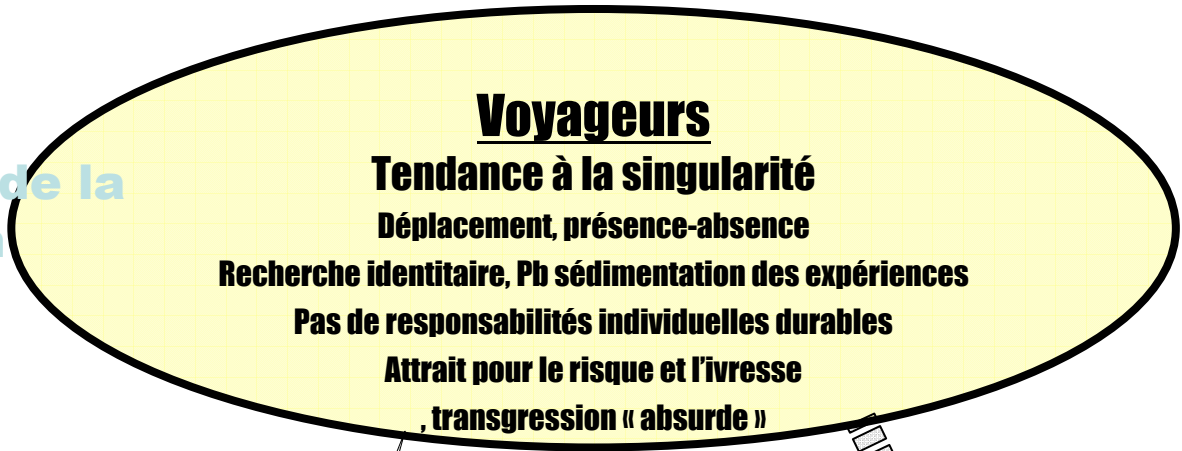 Voyageurs
Tendance à la singularité
de la
Déplacement, présence-absence
Recherche identitaire, Pb sédimentation des expériences
Pas de responsabilités individuelles durables
Attrait pour le risque et l’ivresse
, transgression « absurde »